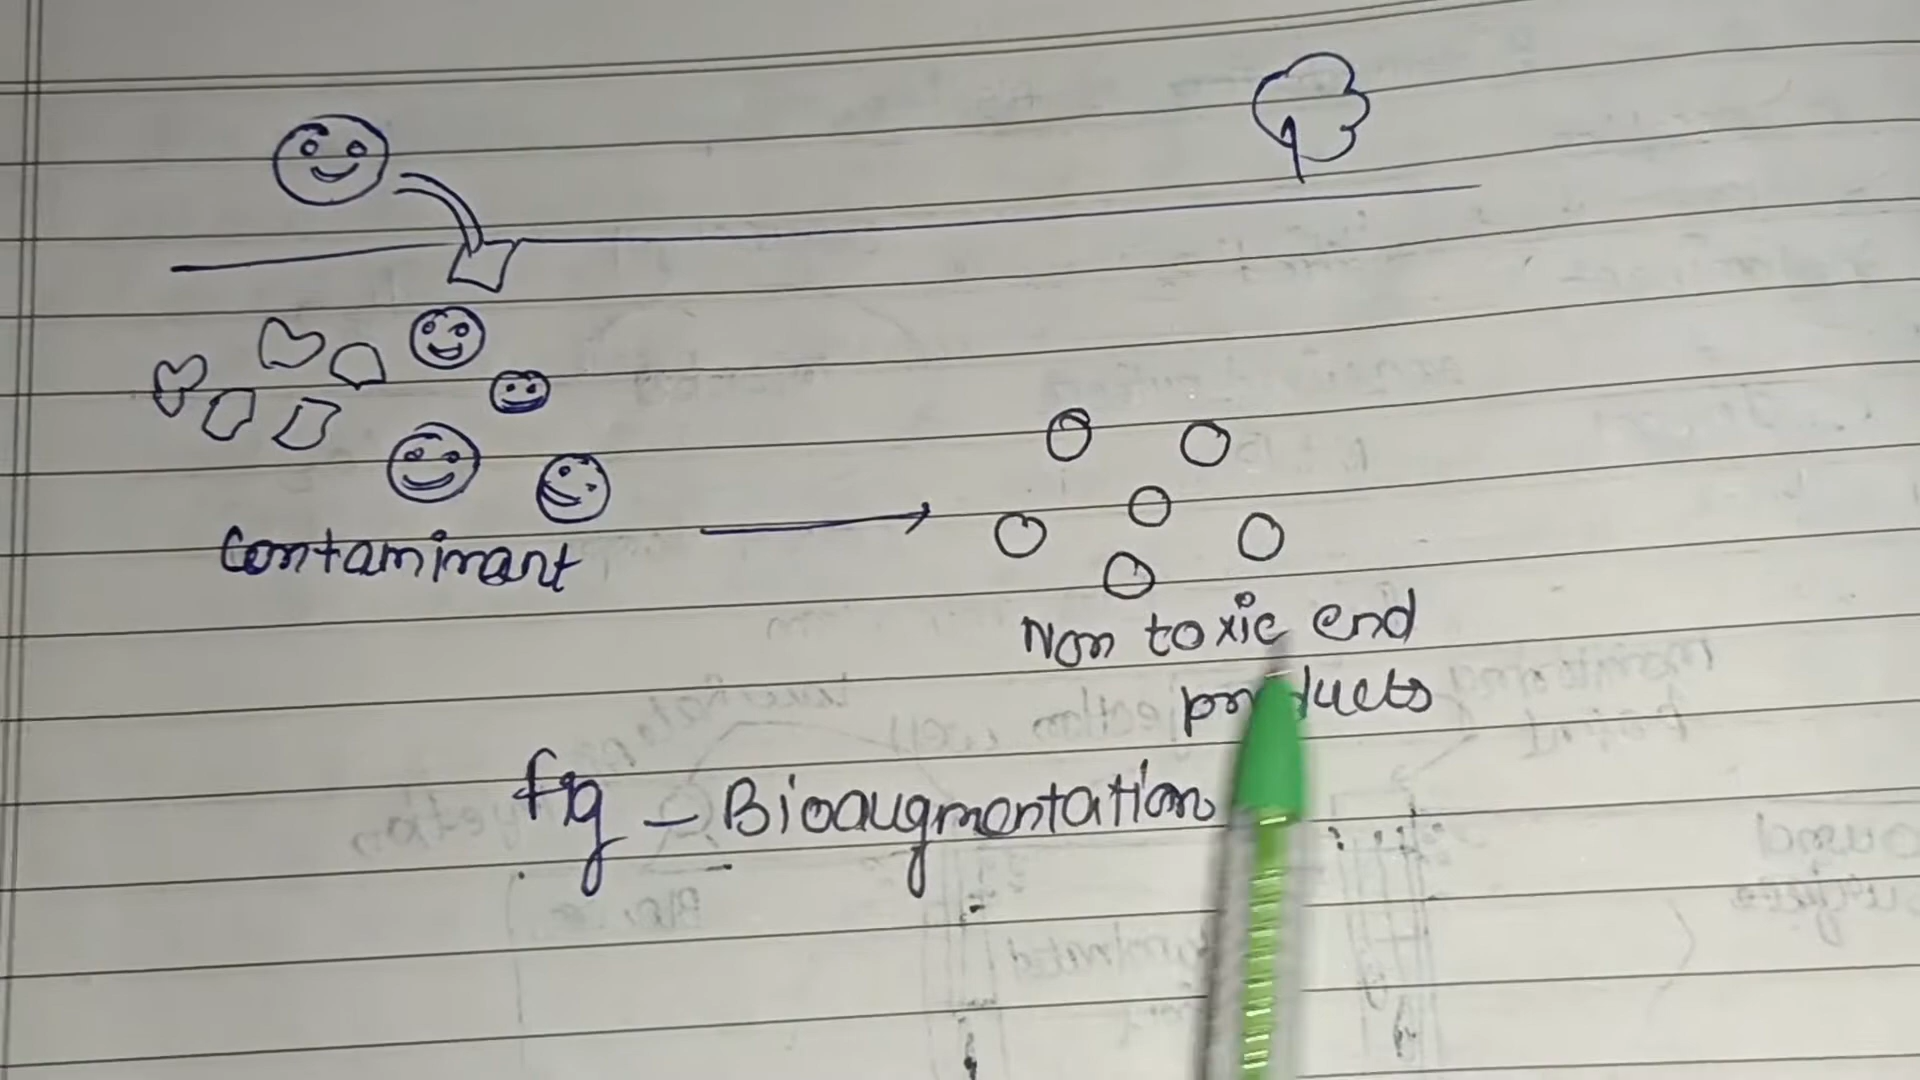 Contaminant
Non toxic end
products
fig - Bioaugmentation